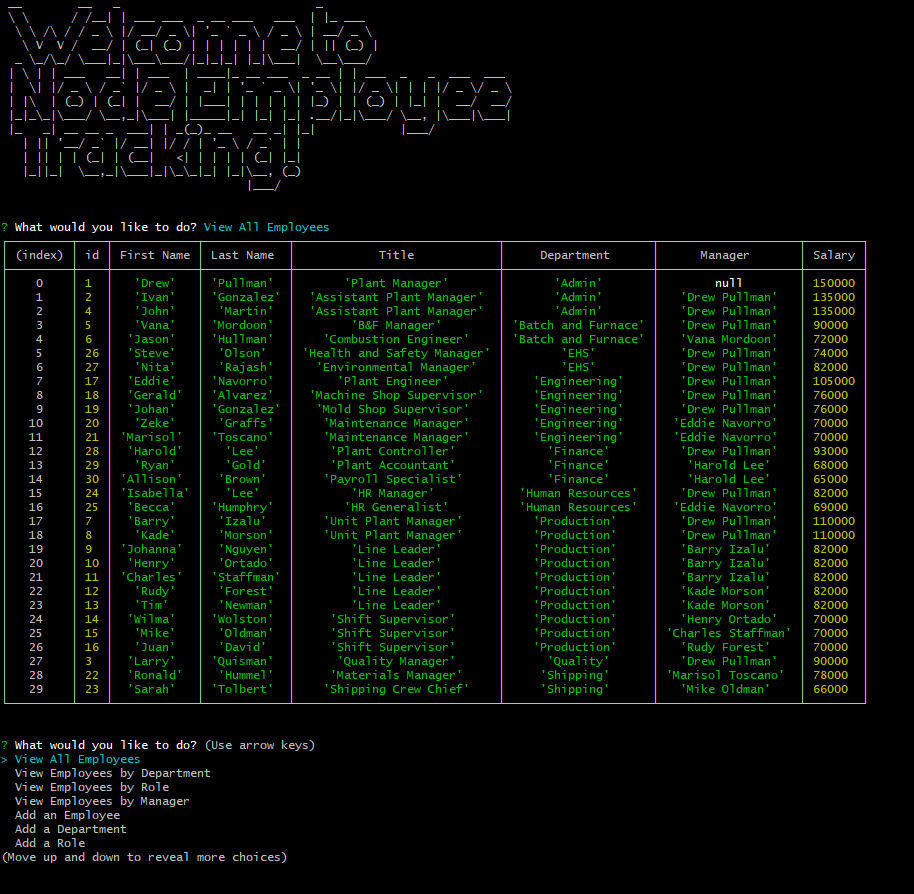 Welcome to
Node Employee
Tracking!
? What would you like to do? View All Employees
(index) id First Name Last Name Title Department Manager Salary
0 1 'Drew' 'Pullman' 'Plant Manager' 'Admin' null 150000
1 2 'Ivan' 'Gonzalez' 'Assistant Plant Manager' 'Admin' 'Drew Pullman' 135000
2 4 'John' 'Martin' 'Assistant Plant Manager' 'Admin' 'Drew Pullman' 135000
3 5 'Vana' 'Mordoon' 'B&F Manager' 'Batch and Furnace' 'Drew Pullman' 90000
4 6 'Jason' 'Hullman' 'Combustion Engineer' 'Batch and Furnace' 'Vana Mordoon' 72000
5 26 'Steve' 'Olson' 'Health and Safety Manager' 'EHS' 'Drew Pullman' 74000
6 27 'Nita' 'Rajash' 'Environmental Manager' 'EHS' 'Drew Pullman' 82000
7 17 'Eddie' 'Navorro' 'Plant Engineer' 'Engineering' 'Drew Pullman' 105000
8 18 'Gerald' 'Alvarez' 'Machine Shop Supervisor' 'Engineering' 'Drew Pullman' 76000
9 19 'Johan' 'Gonzalez' 'Mold Shop Supervisor' 'Engineering' 'Drew Pullman' 76000
10 20 'Zeke' 'Graffs' 'Maintenance Manager' 'Engineering' 'Eddie Navorro' 70000
11 21 'Marisol' 'Toscano' 'Maintenance Manager' 'Engineering' 'Eddie Navorro' 70000
12 28 'Harold' 'Lee' 'Plant Controller' 'Finance' 'Drew Pullman' 93000
13 29 'Ryan' 'Gold' 'Plant Accountant' 'Finance' 'Harold Lee' 68000
14 30 'Allison' 'Brown' 'Payroll Specialist' 'Finance' 'Harold Lee' 65000
15 24 'Isabella' 'Lee' 'HR Manager' 'Human Resources' 'Drew Pullman' 82000
16 25 'Becca' 'Humphry' 'HR Generalist' 'Human Resources' 'Eddie Navorro' 69000
17 7 'Barry' 'Izalu' 'Unit Plant Manager' 'Production' 'Drew Pullman' 110000
18 8 'Kade' 'Morson' 'Unit Plant Manager' 'Production' 'Drew Pullman' 110000
19 9 'Johanna' 'Nguyen' 'Line Leader' 'Production' 'Barry Izalu' 82000
20 10 'Henry' 'Ortado' 'Line Leader' 'Production' 'Barry Izalu' 82000
21 11 'Charles' 'Staffman' 'Line Leader' 'Production' 'Barry Izalu' 82000
22 12 'Rudy' 'Forest' 'Line Leader' 'Production' 'Kade Morson' 82000
23 13 'Tim' 'Newman' 'Line Leader' 'Production' 'Kade Morson' 82000
24 14 'Wilma' 'Wolston' 'Shift Supervisor' 'Production' 'Henry Ortado' 70000
25 15 'Mike' 'Oldman' 'Shift Supervisor' 'Production' 'Charles Staffman' 70000
26 16 'Juan' 'David' 'Shift Supervisor' 'Production' 'Rudy Forest' 70000
27 3 'Larry' 'Quisman' 'Quality Manager' 'Quality' 'Drew Pullman' 90000
28 22 'Ronald' 'Hummel' 'Materials Manager' 'Shipping' 'Marisol Toscano' 78000
29 23 'Sarah' 'Tolbert' 'Shipping Crew Chief' 'Shipping' 'Mike Oldman' 66000
? What would you like to do? (Use arrow keys)
> View All Employees
View Employees by Department
View Employees by Role
View Employees by Manager
Add an Employee
Add a Department
Add a Role
(Move up and down to reveal more choices)